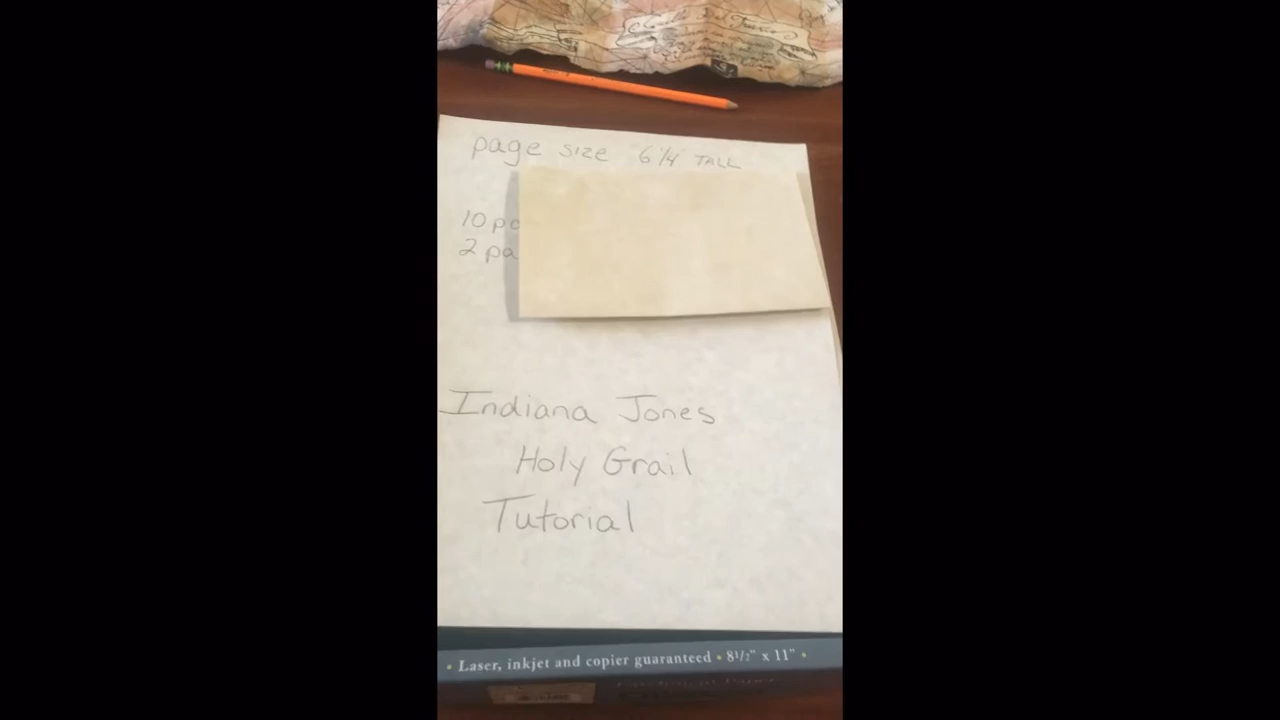 page SIZE 6 1/4 TALL
10 pa
2 pa
Indiana Jones
Holy Grail
Tutorial
• Laser, inkjet and copier guaranteed • 8½" x 11" •